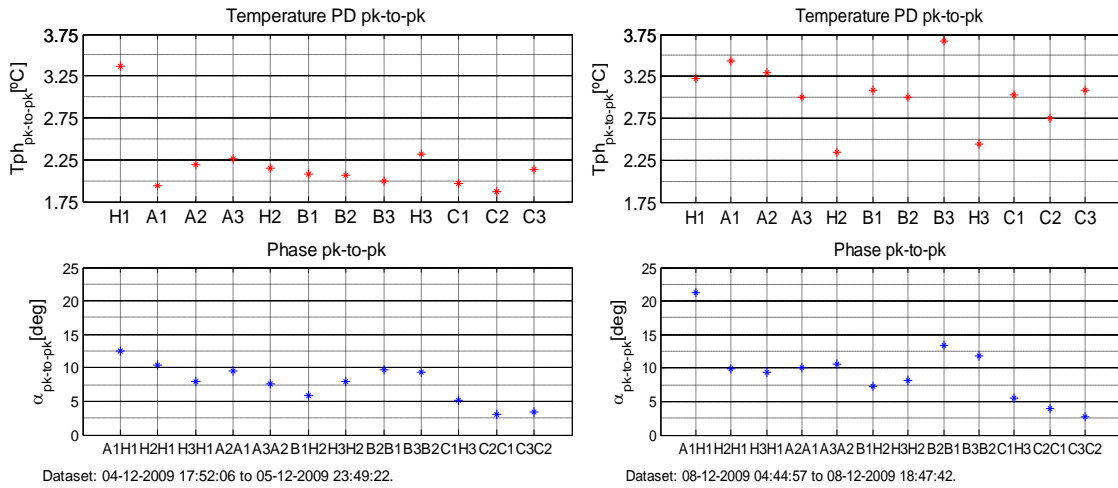 Temperature PD pk-to-pk
3.75
3.25
2.75
2.25
1.75
Tph pk-to-pk [ºC]
H1 A1 A2 A3 H2 B1 B2 B3 H3 C1 C2 C3
Phase pk-to-pk
25
20
15
10
5
0
α pk-to-pk [deg]
A1H1 H2H1 H3H1 A2A1 A3A2 B1H2 H3H2 B2B1 B3B2 C1H3 C2C1 C3C2
Dataset: 04-12-2009 17:52:06 to 05-12-2009 23:49:22.
Temperature PD pk-to-pk
3.75
3.25
2.75
2.25
1.75
Tph pk-to-pk [ºC]
H1 A1 A2 A3 H2 B1 B2 B3 H3 C1 C2 C3
Phase pk-to-pk
25
20
15
10
5
0
α pk-to-pk [deg]
A1H1 H2H1 H3H1 A2A1 A3A2 B1H2 H3H2 B2B1 B3B2 C1H3 C2C1 C3C2
Dataset: 08-12-2009 04:44:57 to 08-12-2009 18:47:42.